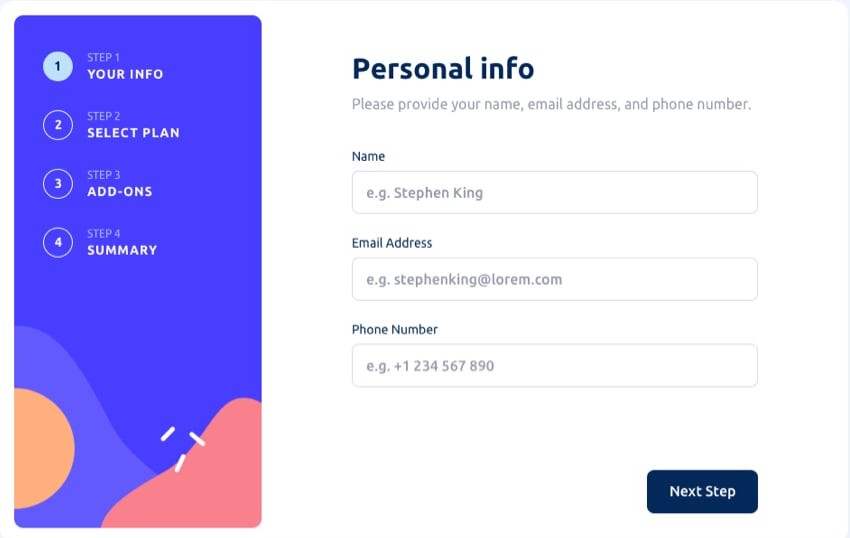 1
STEP 1
YOUR INFO
2
STEP 2
SELECT PLAN
3
STEP 3
ADD-ONS
4
STEP 4
SUMMARY
Personal info
Please provide your name, email address, and phone number.
Name
e.g. Stephen King
Email Address
e.g. stephenking@lorem.com
Phone Number
e.g. +1 234 567 890
Next Step